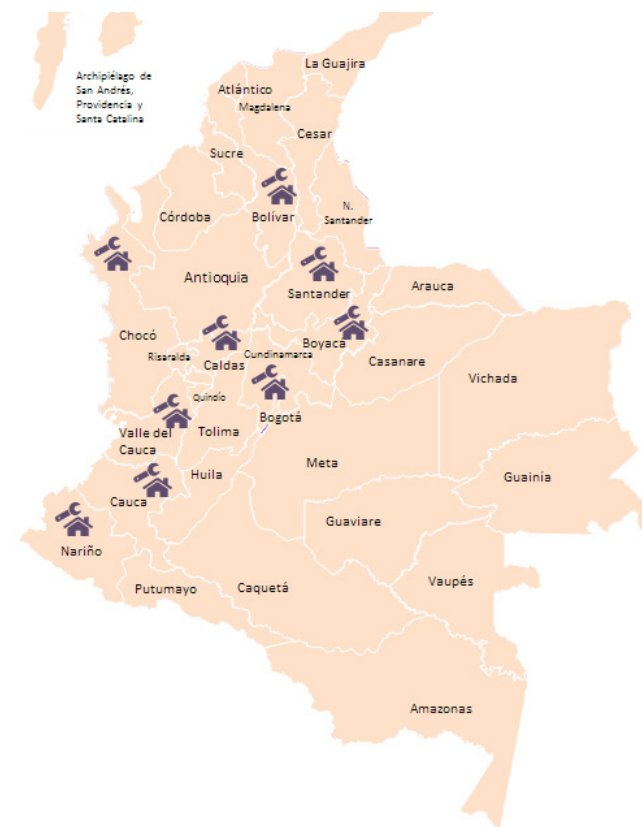 La Guajira
Archipiélago de
San Andrés,
Providencia y
Santa Catalina
Atlántico
Magdalena
Cesar
Sucre
N.
Santander
Córdoba
Bolívar
Antioquia
Arauca
Santander
Chocó
Boyaca
Risaralda
Caldas
Cundinamarca
Casanare
Vichada
Quindío
Bogotá
Valle del
Cauca
Tolima
Meta
Huila
Guainía
Cauca
Guaviare
Nariño
Vaupés
Putumayo
Caquetá
Amazonas